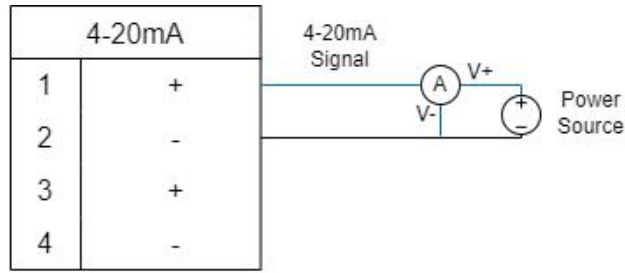 4-20mA
1 +
2 -
3 +
4 -
4-20mA
Signal
A
V+
V-
+
−
Power
Source